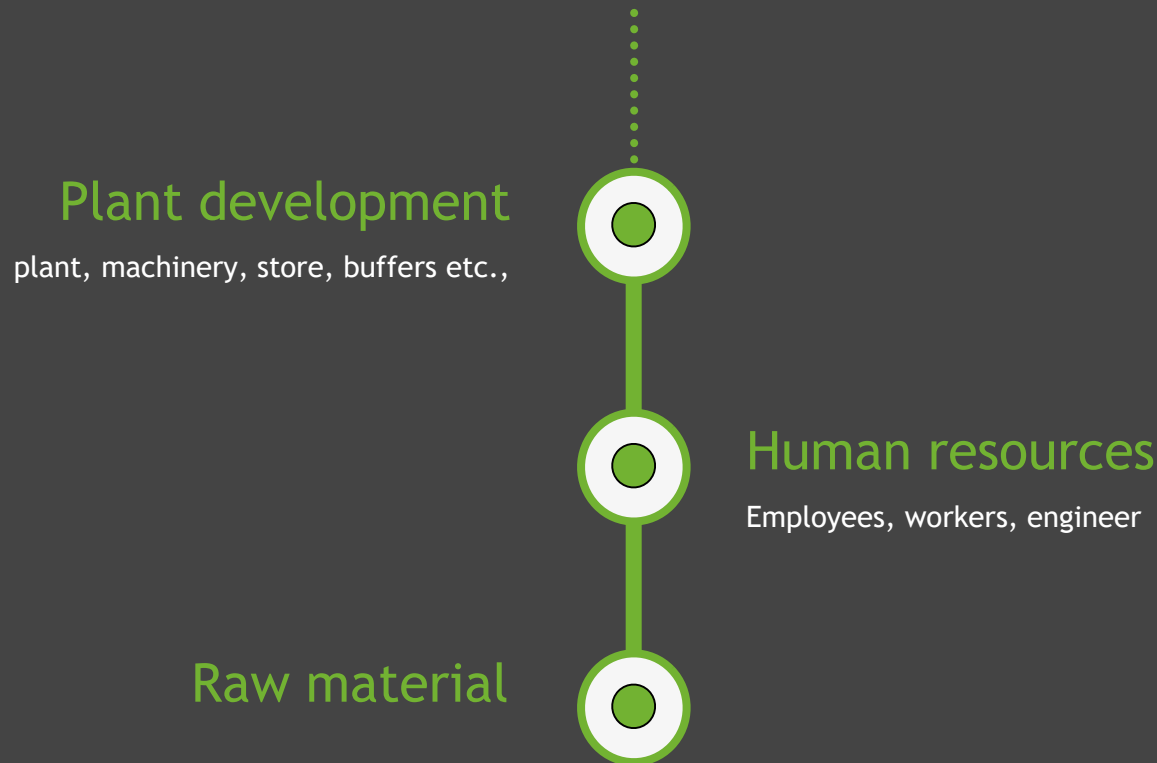 Plant development
plant, machinery, store, buffers etc.,
Human resources
Employees, workers, engineer
Raw material